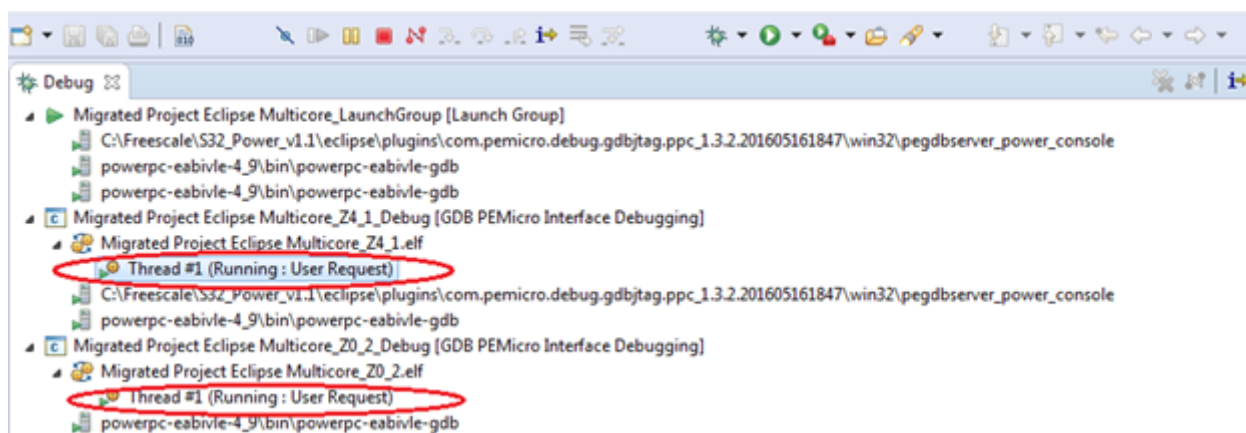 010
Debug
Migrated Project Eclipse Multicore_LaunchGroup [Launch Group]
C:\Freescale\S32_Power_v1.1\eclipse\plugins\com.pemicro.debug.gdbjtag.ppc_1.3.2.201605161847\win32\pegdbserver_power_console
powerpc-eabivle-4_9\bin\powerpc-eabivle-gdb
powerpc-eabivle-4_9\bin\powerpc-eabivle-gdb
Migrated Project Eclipse Multicore_Z4_1_Debug [GDB PEMicro Interface Debugging]
Migrated Project Eclipse Multicore_Z4_1.elf
Thread #1 (Running : User Request)
C:\Freescale\S32_Power_v1.1\eclipse\plugins\com.pemicro.debug.gdbjtag.ppc_1.3.2.201605161847\win32\pegdbserver_power_console
powerpc-eabivle-4_9\bin\powerpc-eabivle-gdb
Migrated Project Eclipse Multicore_Z0_2_Debug [GDB PEMicro Interface Debugging]
Migrated Project Eclipse Multicore_Z0_2.elf
Thread #1 (Running : User Request)
powerpc-eabivle-4_9\bin\powerpc-eabivle-gdb